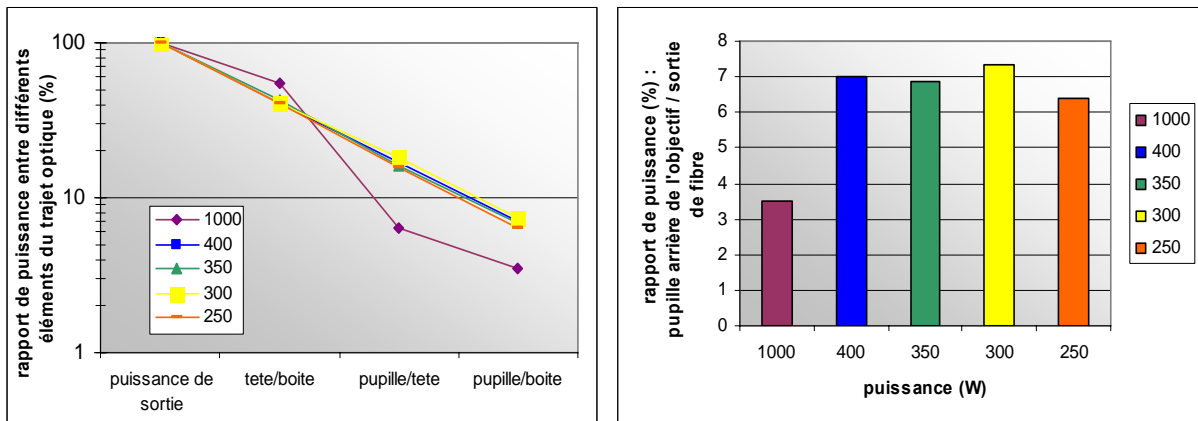 rapport de puissance entre différents
éléments du trajet optique (%)
100
10
1
1000
400
350
300
250
puissance de
sortie
tete/boite
pupille/tete
pupille/boite
rapport de puissance (%) :
pupille arrière de l'objectif / sortie
de fibre
8
7
6
5
4
3
2
1
0
1000
400
350
300
250
puissance (W)
1000
400
350
300
250